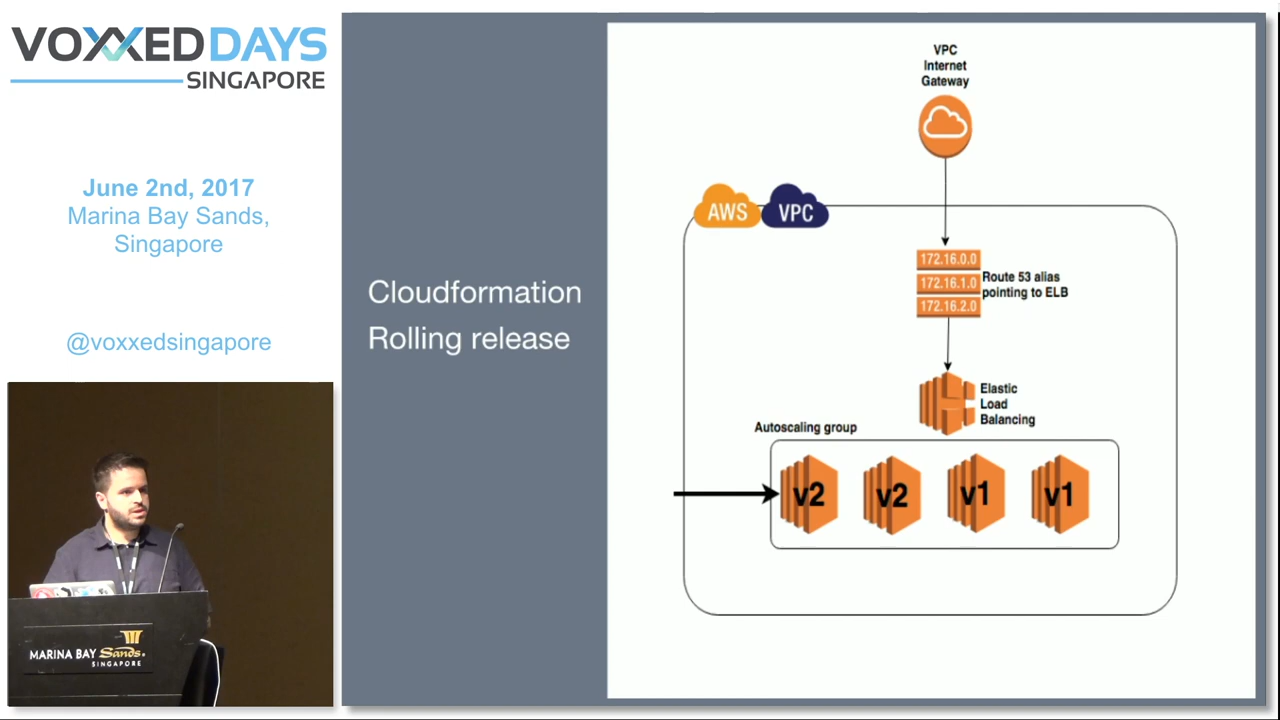 VOXXED DAYS
SINGAPORE
June 2nd, 2017
Marina Bay Sands,
Singapore
@voxxedsingapore
MARINA BAY Sands.
SINGAPORE
Cloudformation
Rolling release
VPC
Internet
Gateway
AWS
VPC
172.16.0.0
172.16.1.0
172.16.2.0
Route 53 alias
pointing to ELB
Elastic
Load
Balancing
Autoscaling group
v2
v2
v1
v1